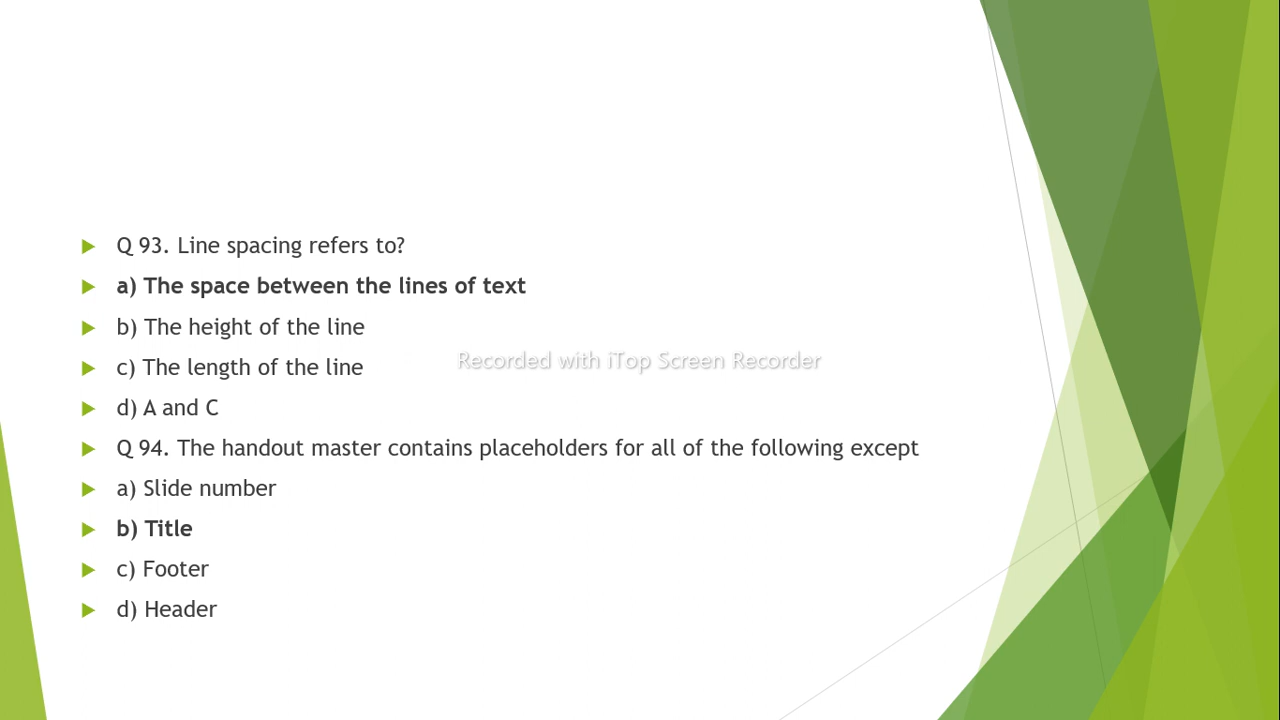 Q 93. Line spacing refers to?
a) The space between the lines of text
b) The height of the line
c) The length of the line
Recorded with iTop Screen Recorder
d) A and C
Q 94. The handout master contains placeholders for all of the following except
a) Slide number
b) Title
c) Footer
d) Header